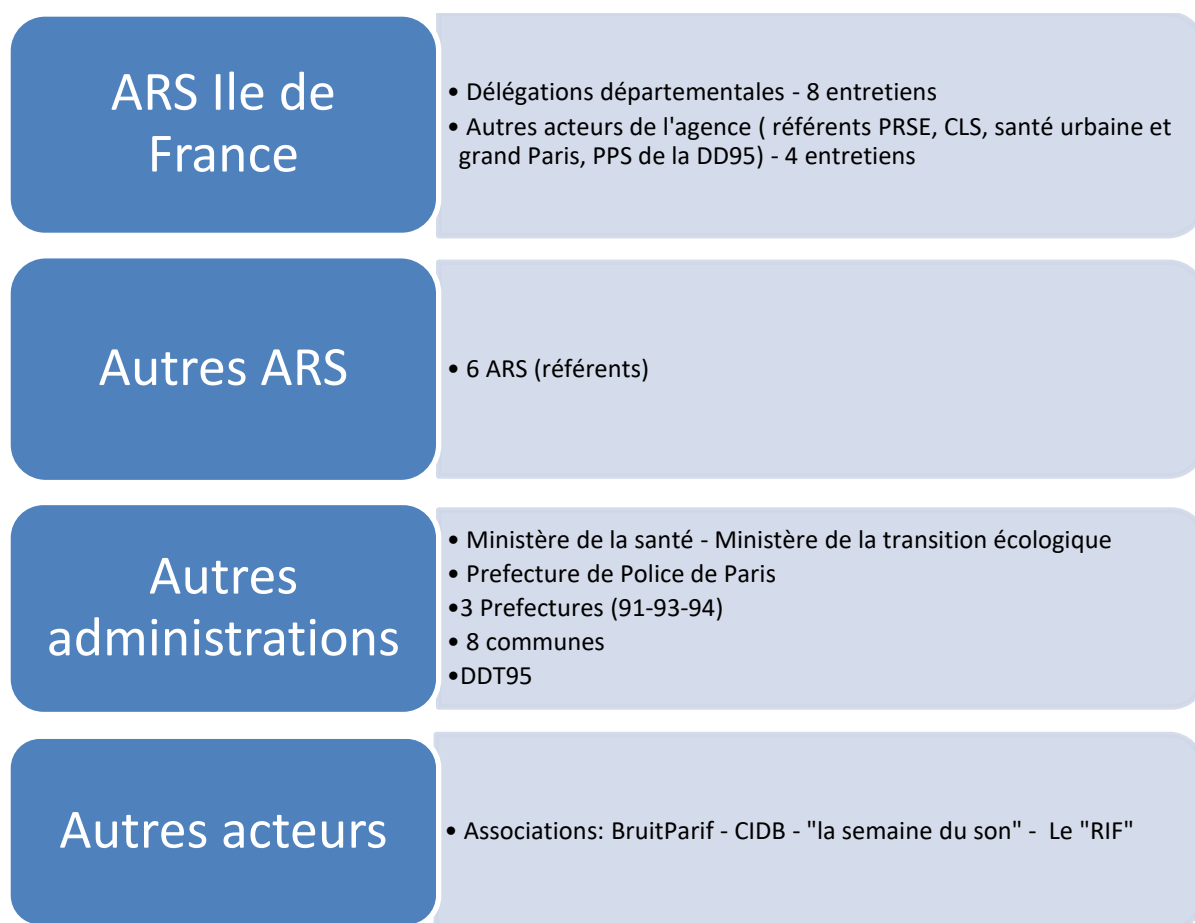 ARS Ile de
France
• Délégations départementales - 8 entretiens
• Autres acteurs de l'agence ( référents PRSE, CLS, santé urbaine et
grand Paris, PPS de la DD95) - 4 entretiens
Autres ARS
• 6 ARS (référents)
Autres
administrations
• Ministère de la santé - Ministère de la transition écologique
• Prefecture de Police de Paris
•3 Prefectures (91-93-94)
• 8 communes
•DDT95
Autres acteurs
• Associations: BruitParif - CIDB - "la semaine du son" - Le "RIF"